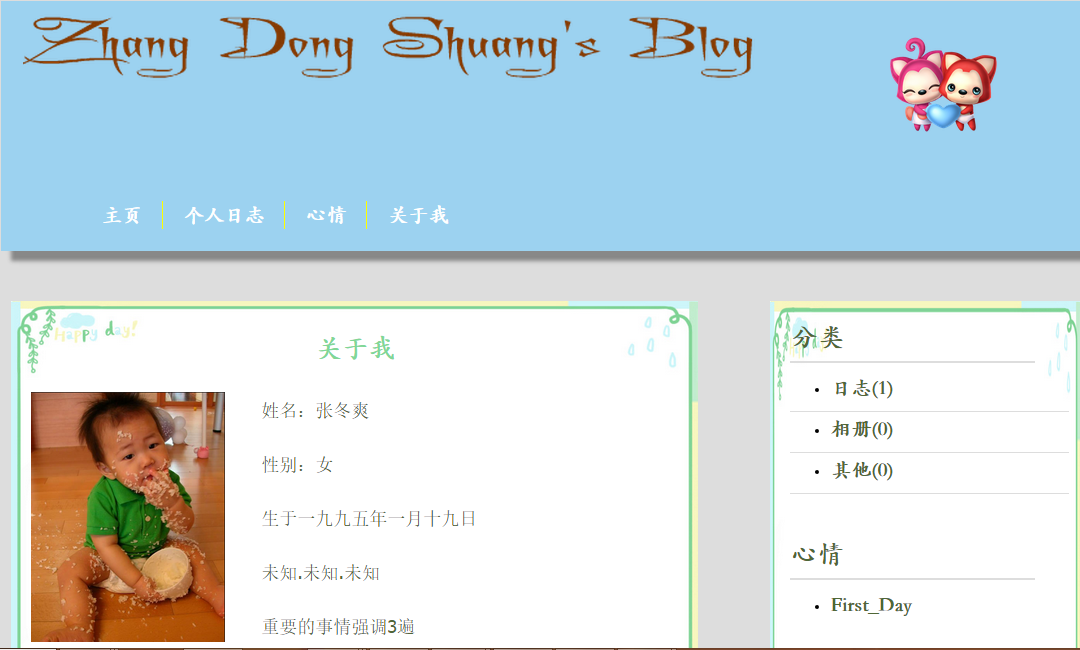 Zhang Dong Shuang's Blog
主页 个人日志 心情 关于我
Happy day!
关于我
姓名：张冬爽
性别：女
生于一九九五年一月十九日
未知.未知.未知
重要的事情强调3遍
分类
日志(1)
相册(0)
其他(0)
心情
First_Day